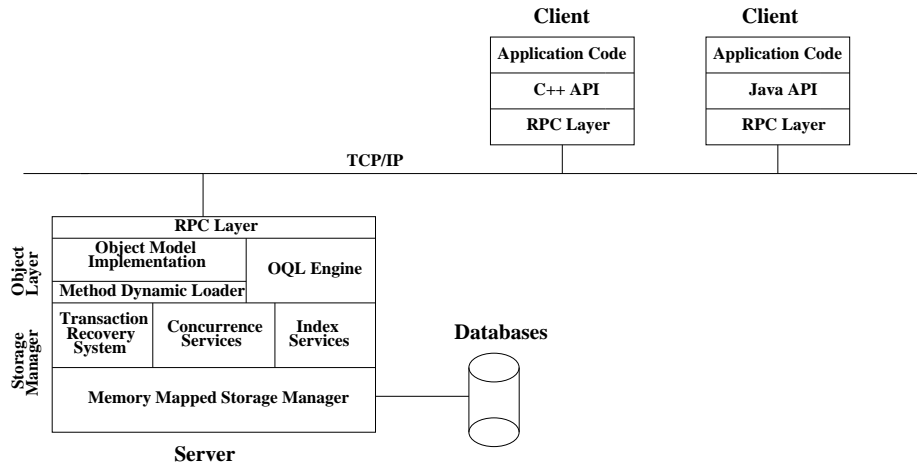 Client
Client
Application Code
Application Code
C++ API
Java API
RPC Layer
RPC Layer
TCP/IP
RPC Layer
Object Model
Implementation
OQL Engine
Method Dynamic Loader
Object
Layer
Transaction
Recovery
System
Concurrence
Services
Index
Services
Storage
Manager
Memory Mapped Storage Manager
Databases
Server